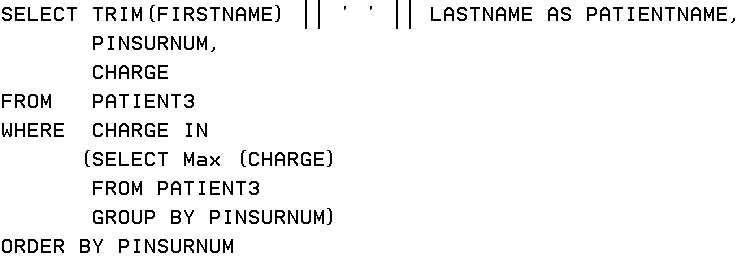 SELECT TRIM(FIRSTNAME) || ' ' || LASTNAME AS PATIENTNAME,
PINSURNUM,
CHARGE
FROM PATIENT3
WHERE CHARGE IN
(SELECT Max (CHARGE)
FROM PATIENT3
GROUP BY PINSURNUM)
ORDER BY PINSURNUM